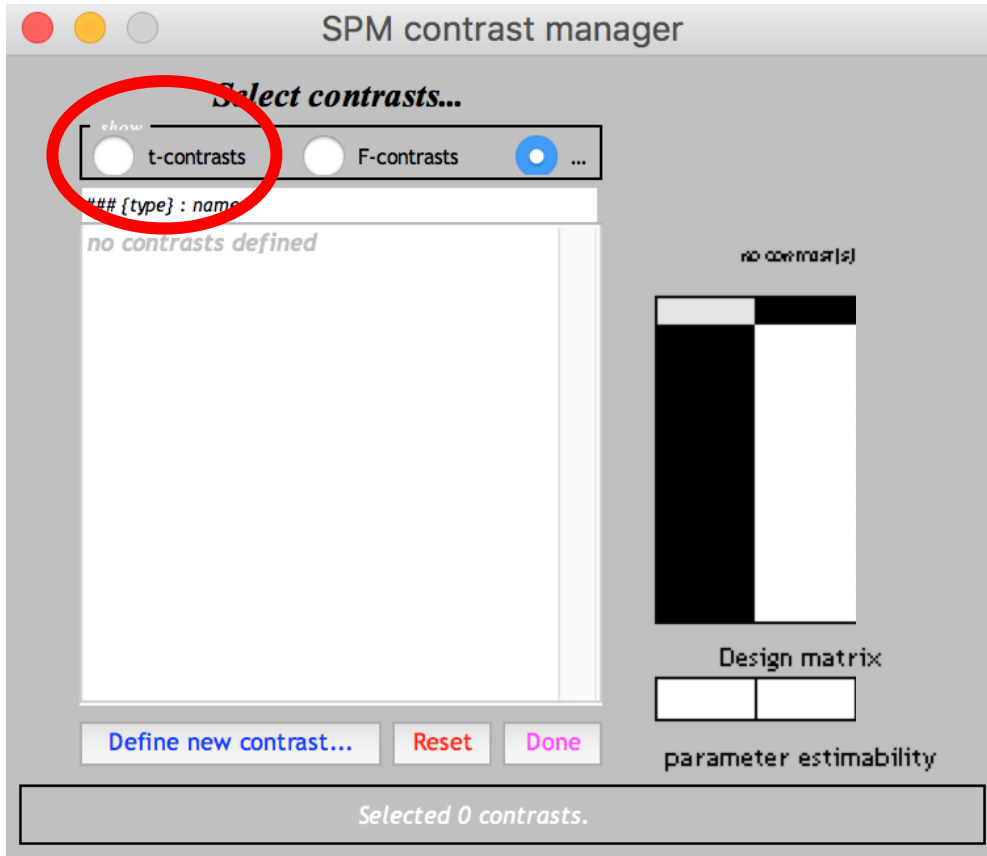 SPM contrast manager
Select contrasts...
show
t-contrasts F-contrasts ...
### {type} : name
no contrasts defined
no contrast(s)
Design matrix
parameter estimability
Define new contrast... Reset Done
Selected 0 contrasts.